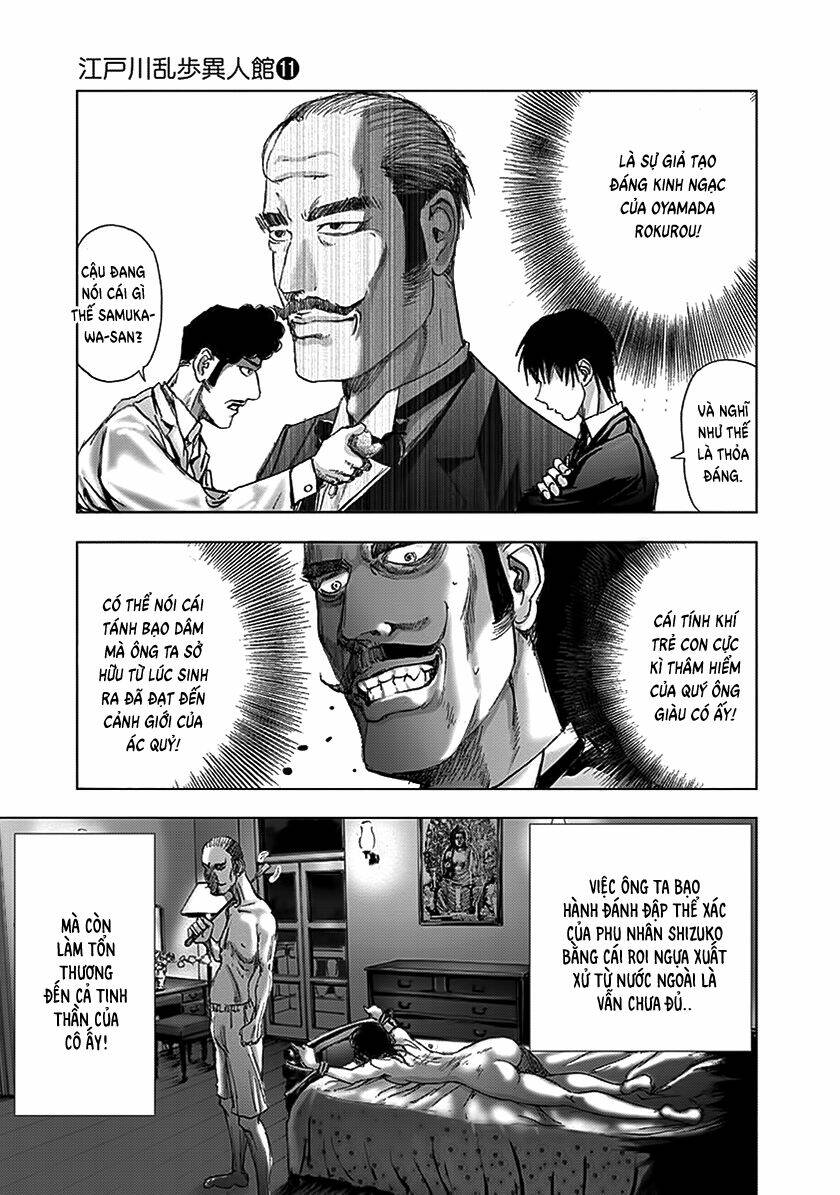 江戸川乱歩異人館⓫
LÀ SỰ GIẢ TẠO
ĐÁNG KINH NGẠC
CỦA OYAMADA
ROKUROU!
VÀ NGHĨ
NHƯ THẾ
LÀ THỎA
ĐÁNG.
CẬU ĐANG
NÓI CÁI GÌ
THẾ SAMUKA-
WA-SAN?
CÁI TÍNH KHÍ
TRẺ CON CỰC
KÌ THÂM HIỂM
CỦA QUÝ ÔNG
GIÀU CÓ ẤY!
CÓ THỂ NÓI CÁI
TÁNH BẠO DÂM
MÀ ÔNG TA SỞ
HỮU TỪ LÚC SINH
RA ĐÃ ĐẠT ĐẾN
CẢNH GIỚI CỦA
ÁC QUỶ!
VIỆC ÔNG TA BẠO
HÀNH ĐÁNH ĐẬP THỂ XÁC
CỦA PHU NHÂN SHIZUKO
BẰNG CÁI ROI NGỰA XUẤT
XỨ TỪ NƯỚC NGOÀI LÀ
VẪN CHƯA ĐỦ..
MÀ CÒN
LÀM TỔN
THƯƠNG
ĐẾN CẢ TINH
THẦN CỦA
CÔ ẤY!